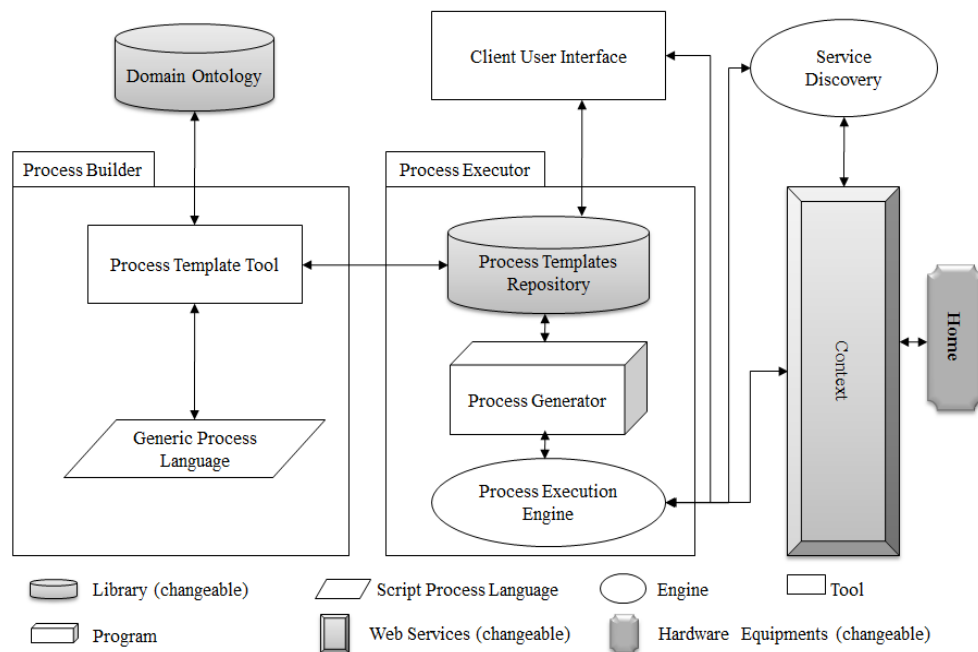 Domain Ontology
Client User Interface
Service
Discovery
Process Builder
Process Executor
Process Template Tool
Process Templates
Repository
Context
Home
Process Generator
Generic Process
Language
Process Execution
Engine
Library (changeable)
Script Process Language
Engine
Tool
Program
Web Services (changeable)
Hardware Equipments (changeable)